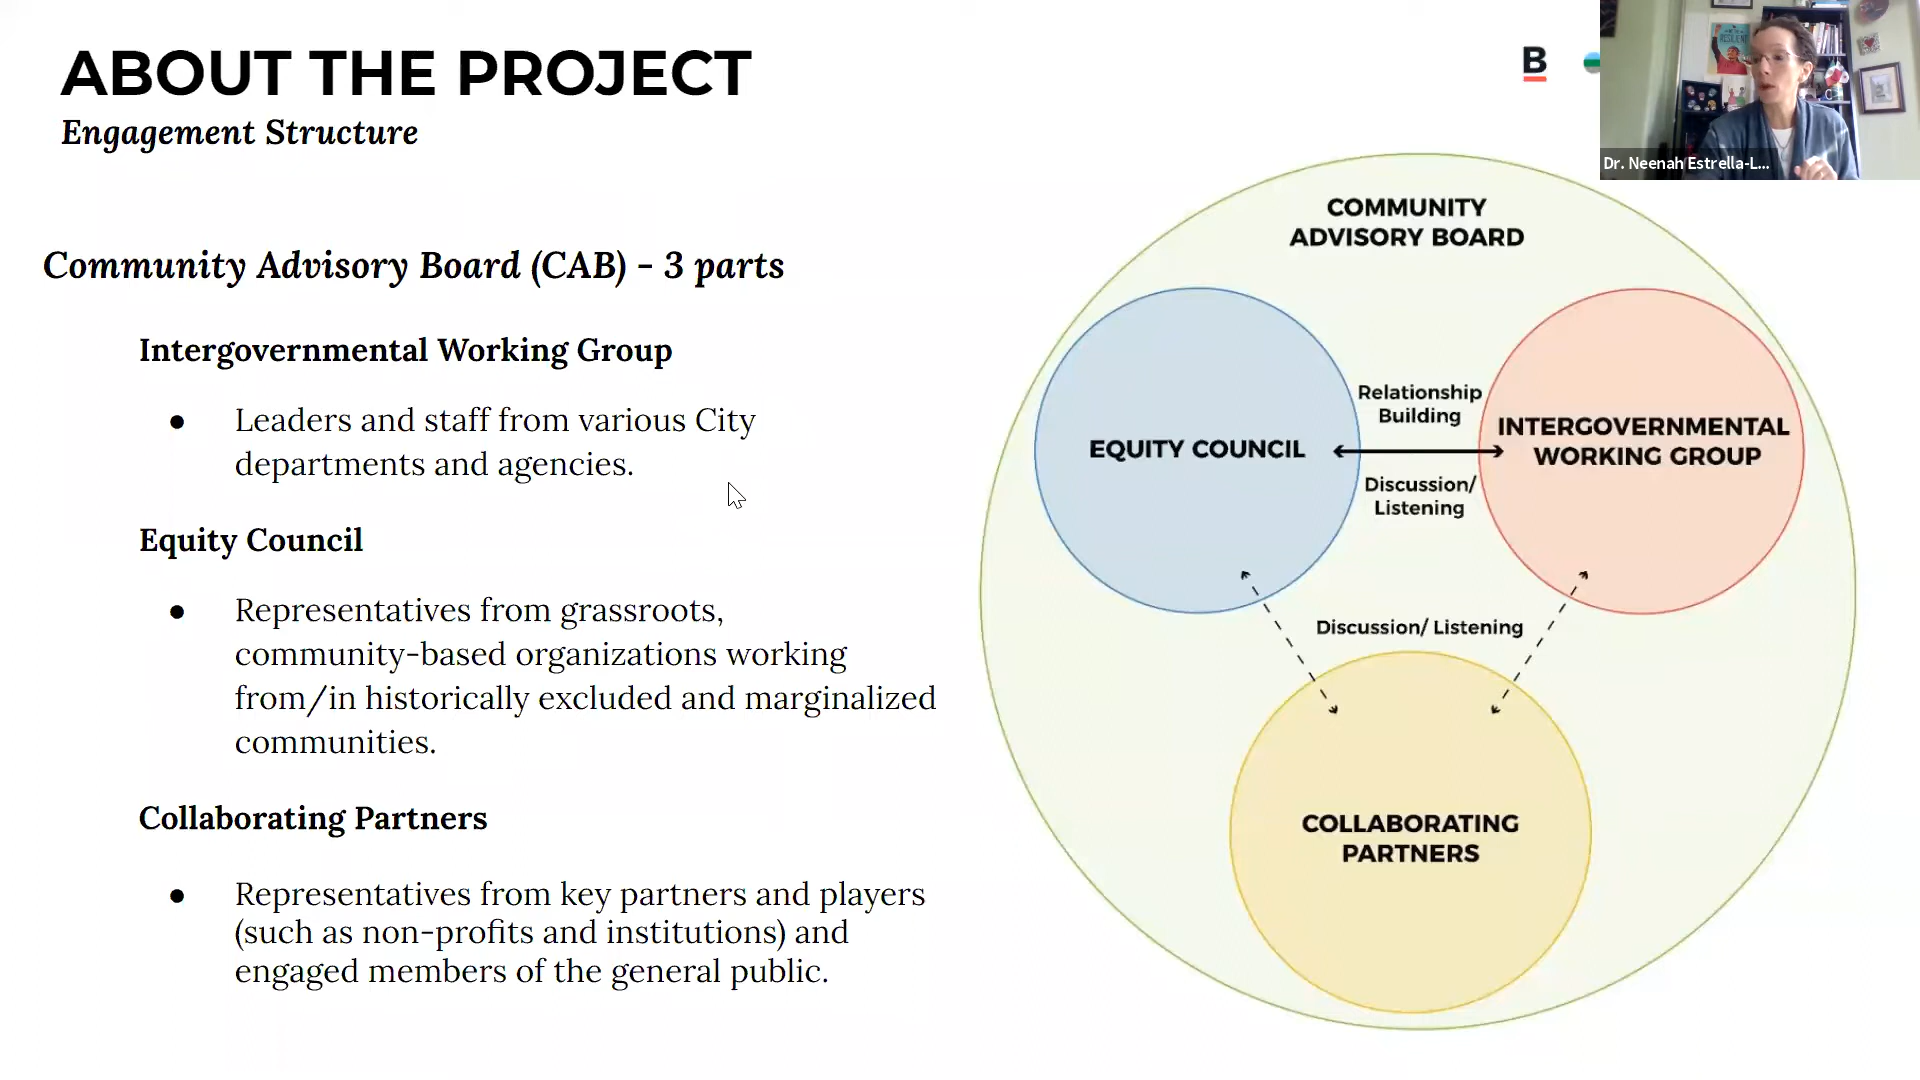 ABOUT THE PROJECT
Engagement Structure
B
Dr. Neenah Estrella-L...
Community Advisory Board (CAB) - 3 parts
Intergovernmental Working Group
● Leaders and staff from various City
departments and agencies.
Equity Council
● Representatives from grassroots,
community-based organizations working
from/in historically excluded and marginalized
communities.
Collaborating Partners
● Representatives from key partners and players
(such as non-profits and institutions) and
engaged members of the general public.
COMMUNITY
ADVISORY BOARD
EQUITY COUNCIL
Relationship
Building
Discussion/
Listening
INTERGOVERNMENTAL
WORKING GROUP
Discussion/ Listening
COLLABORATING
PARTNERS